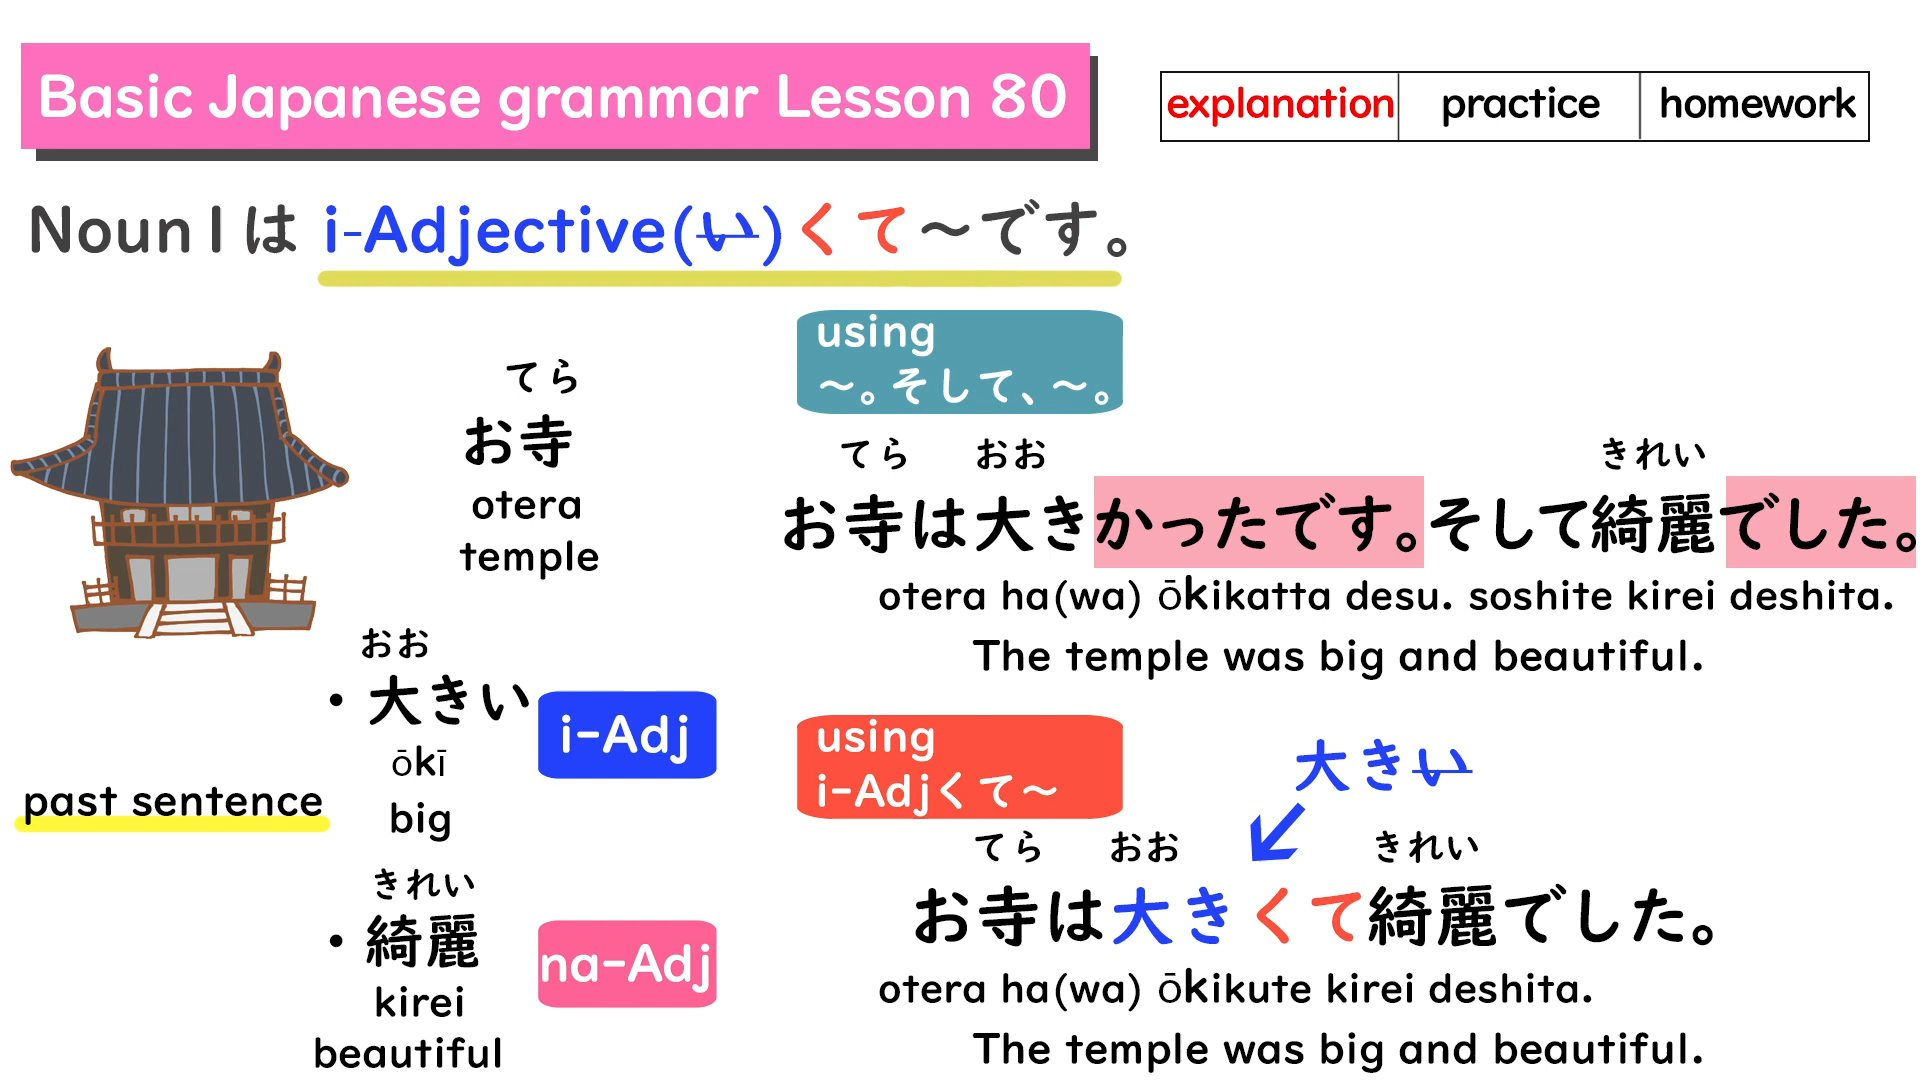 Basic Japanese grammar Lesson 80
explanation practice homework
Noun1は i-Adjective(い)くて～です。
using
～。そして、～。
てら
お寺
otera
temple
てら おお きれい
お寺は大きかったです。そして綺麗でした。
otera ha(wa) ōkikatta desu. soshite kirei deshita.
The temple was big and beautiful.
past sentence
おお
・大きい
i-Adj
ōkī
big
きれい
・綺麗
na-Adj
kirei
beautiful
using
i-Adjくて～
大きい
てら おお きれい
お寺は大きくて綺麗でした。
otera ha(wa) ōkikute kirei deshita.
The temple was big and beautiful.